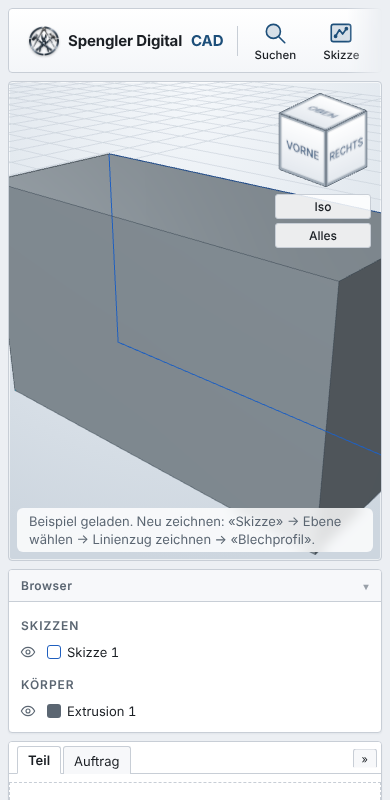 Spengler Digital CAD
Suchen
Skizze
OBEN
VORNE
RECHTS
Iso
Alles
Beispiel geladen. Neu zeichnen: «Skizze» → Ebene
wählen → Linienzug zeichnen → «Blechprofil».
Browser
SKIZZEN
Skizze 1
KÖRPER
Extrusion 1
Teil
Auftrag
»